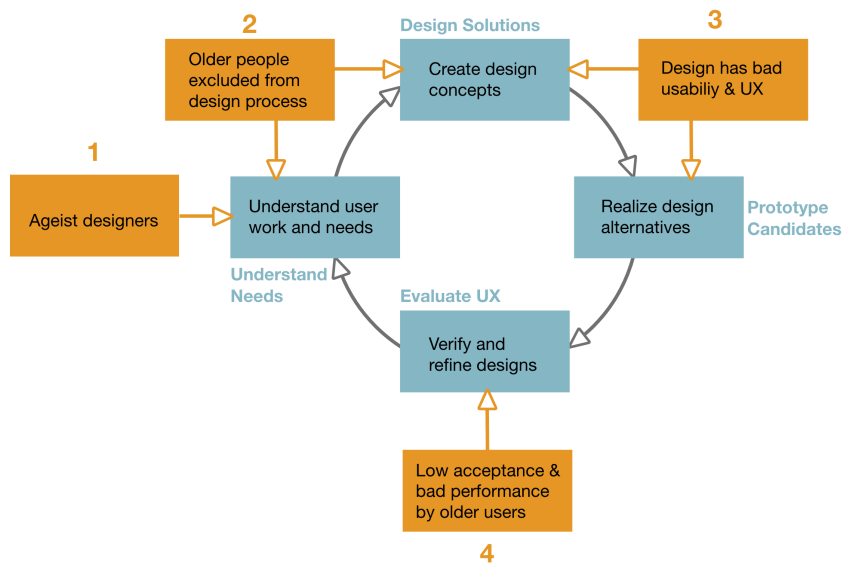 2
Older people
excluded from
design process
Design Solutions
Create design
concepts
3
Design has bad
usabiliy & UX
1
Ageist designers
Understand user
work and needs
Understand
Needs
Realize design
alternatives
Prototype
Candidates
Evaluate UX
Verify and
refine designs
Low acceptance &
bad performance
by older users
4